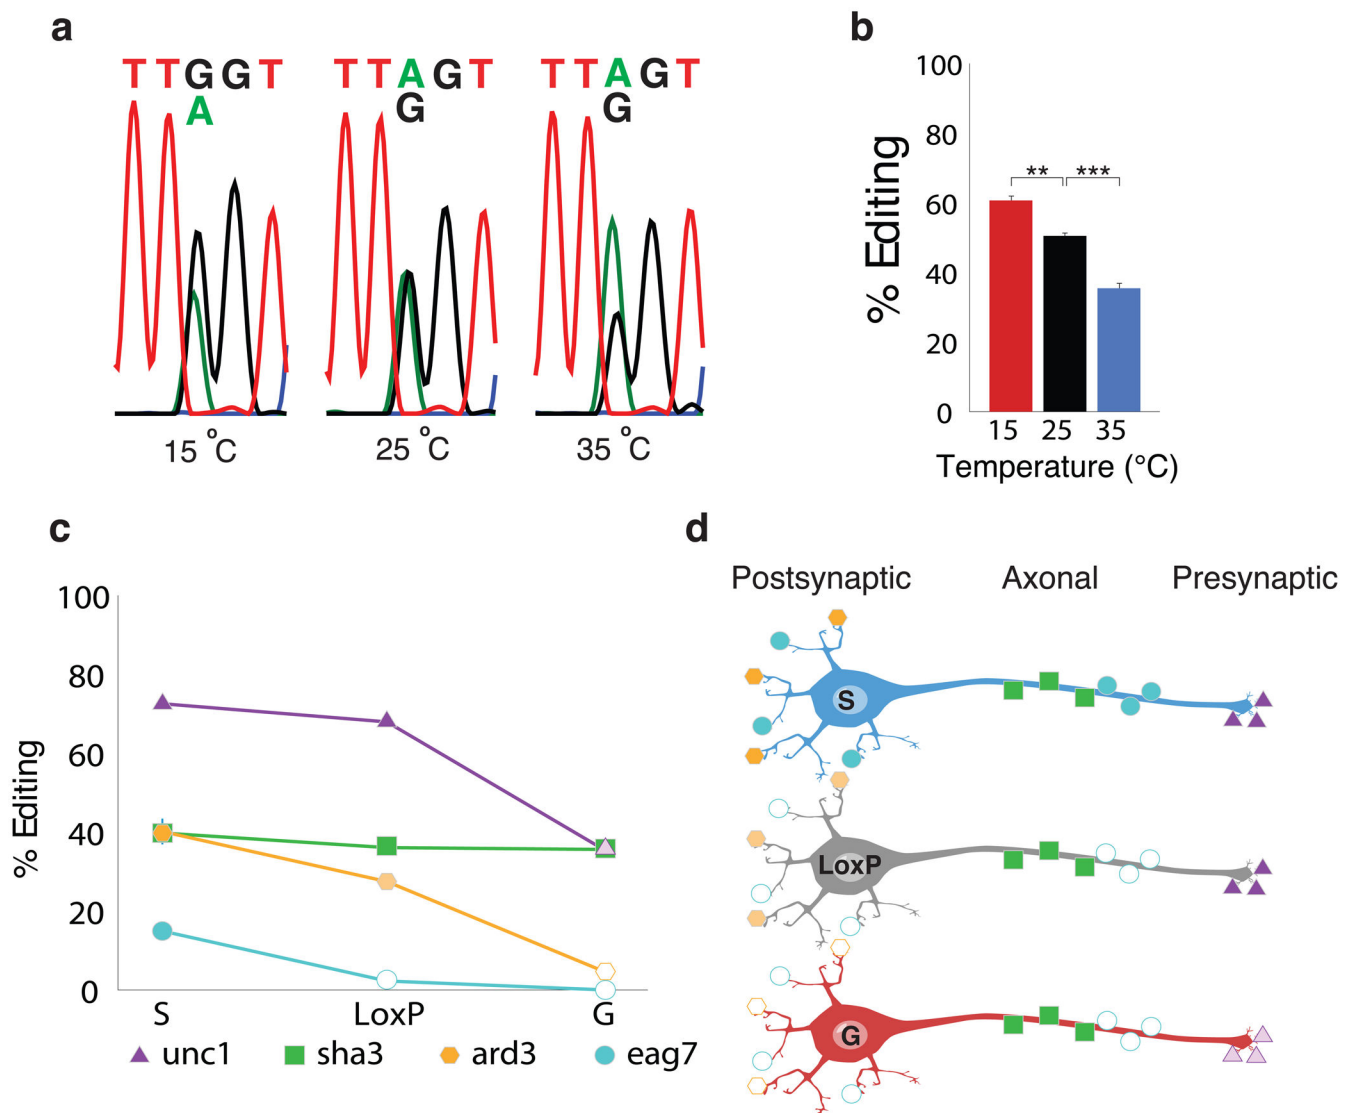 a
T T G G T
A
T T A G T
G
T T A G T
G
15 °C
25 °C
35 °C
b
100
80
60
40
20
0
% Editing
** ***
15 25 35
Temperature (°C)
c
100
80
60
40
20
0
% Editing
S LoxP G
unc1 sha3 ard3 eag7
d
Postsynaptic Axonal Presynaptic
S
LoxP
G